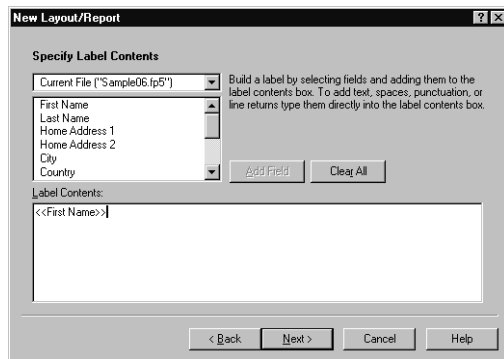 New Layout/Report
Specify Label Contents
Current File ("Sample06.fp5")
Build a label by selecting fields and adding them to the
label contents box. To add text, spaces, punctuation, or
line returns type them directly into the label contents box.
First Name
Last Name
Home Address 1
Home Address 2
City
Country
Add Field
Clear All
Label Contents:
<<First Name>>
< Back
Next >
Cancel
Help